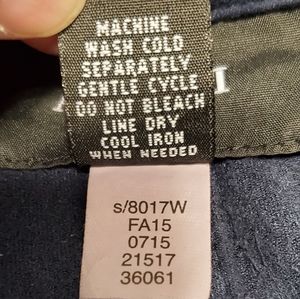 MACHINE
WASH COLD
SEPARATELY
GENTLE CYCLE
DO NOT BLEACH
LINE DRY
COOL IRON
WHEN NEEDED
s/8017W
FA15
0715
21517
36061